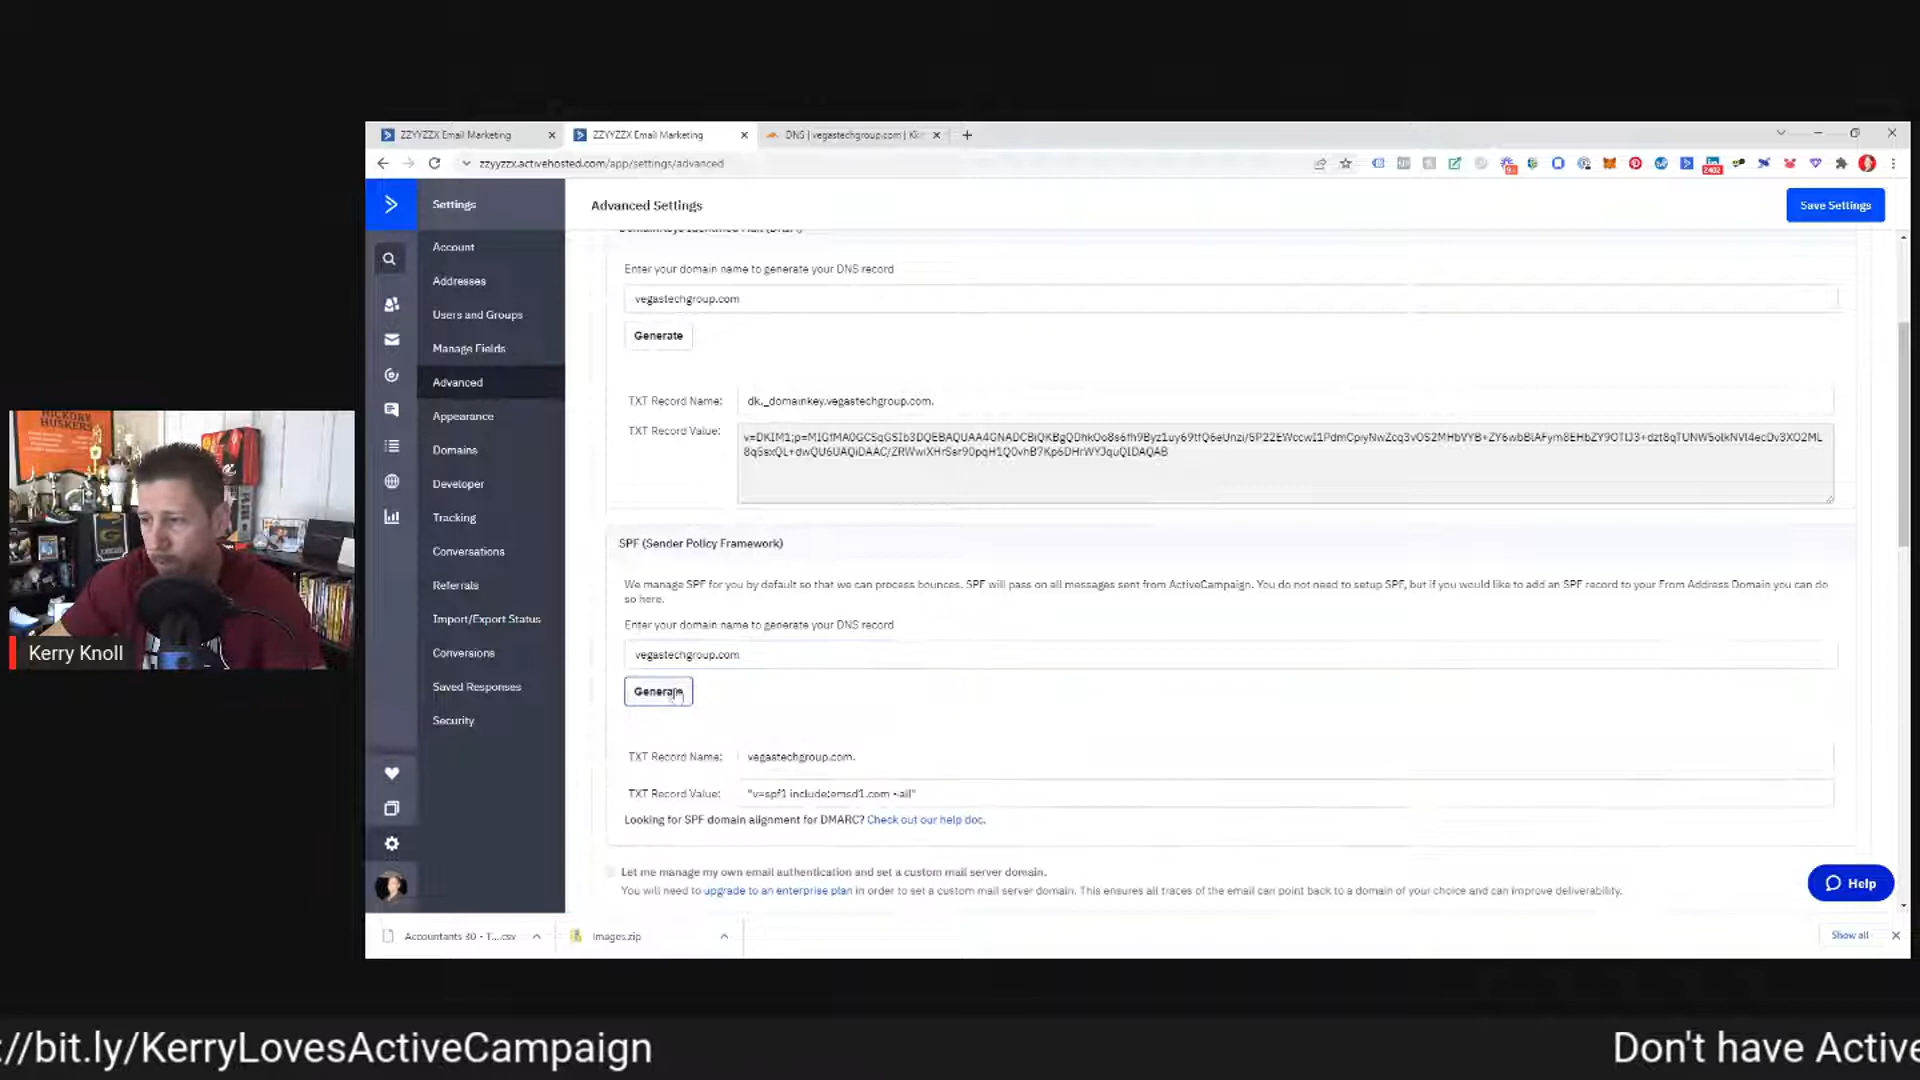 ZZYYZZX Email Marketing
ZZYYZZX Email Marketing
DNS | vegastechgroup.com |
zzyyzzx.activehosted.com/app/settings/advanced
2402
Settings
Advanced Settings
Save Settings
Account
Addresses
Users and Groups
Manage Fields
Advanced
Appearance
Domains
Developer
Tracking
Conversations
Referrals
Import/Export Status
Conversions
Saved Responses
Security
Enter your domain name to generate your DNS record
vegastechgroup.com
Generate
TXT Record Name:
dk._domainkey.vegastechgroup.com.
TXT Record Value:
SPF (Sender Policy Framework)
We manage SPF for you by default so that we can process bounces. SPF will pass on all messages sent from ActiveCampaign. You do not need to setup SPF, but if you would like to add an SPF record to your From Address Domain you can do
so here.
Enter your domain name to generate your DNS record
vegastechgroup.com
Generate
TXT Record Name:
vegastechgroup.com.
TXT Record Value:
"v=spf1 include:emsd1.com ~all"
Looking for SPF domain alignment for DMARC? Check out our help doc.
Let me manage my own email authentication and set a custom mail server domain.
You will need to upgrade to an enterprise plan in order to set a custom mail server domain. This ensures all traces of the email can point back to a domain of your choice and can improve deliverability.
Help
Accountants 30 - T....csv
Images.zip
Show all
HUSKERS
Kerry Knoll
://bit.ly/KerryLovesActiveCampaign
Don't have Active